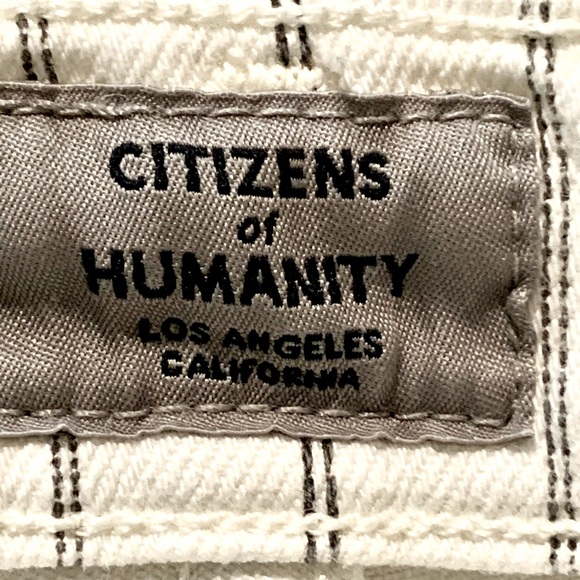 CITIZENS
of
HUMANITY
LOS ANGELES
CALIFORNIA